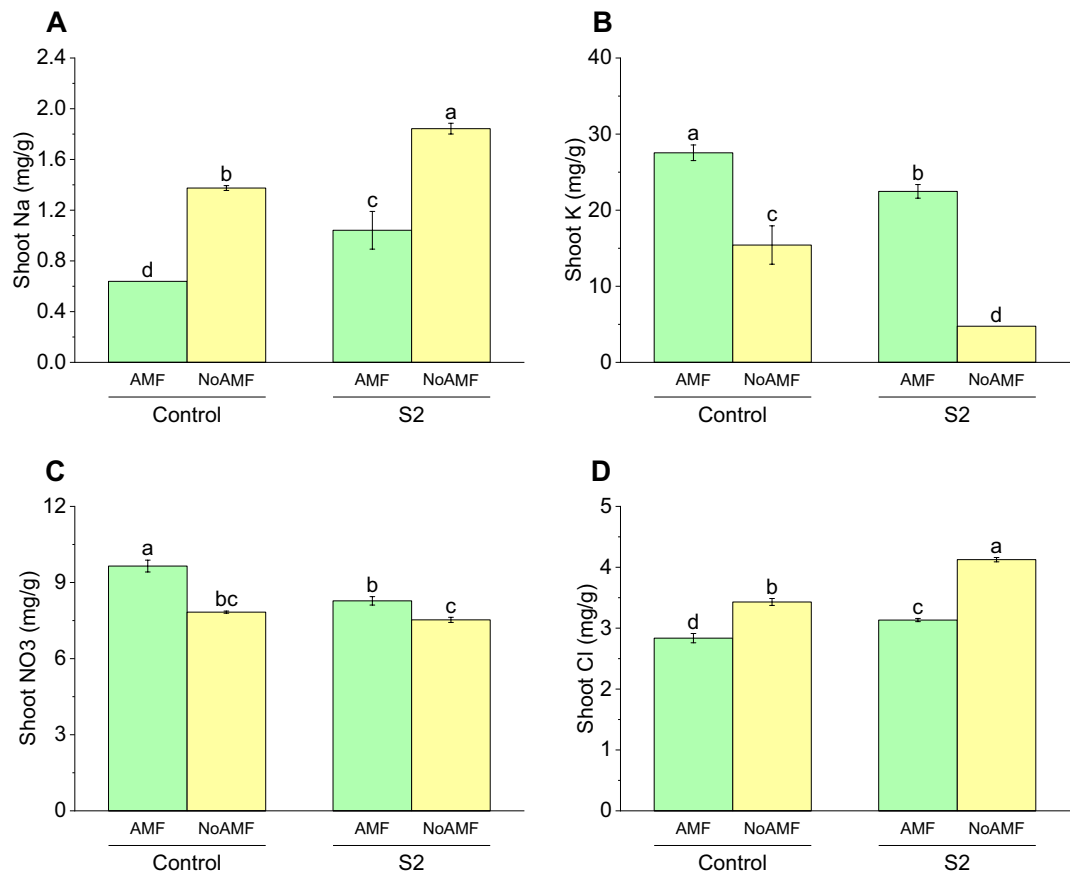 A
Shoot Na (mg/g)
2.4
2.0
1.6
1.2
0.8
0.4
0.0
d
b
c
a
AMF NoAMF AMF NoAMF
Control S2
B
Shoot K (mg/g)
40
30
20
10
0
a
c
b
d
AMF NoAMF AMF NoAMF
Control S2
C
Shoot NO3 (mg/g)
12
9
6
3
0
a
bc
b
c
AMF NoAMF AMF NoAMF
Control S2
D
Shoot Cl (mg/g)
5
4
3
2
1
0
d
b
c
a
AMF NoAMF AMF NoAMF
Control S2